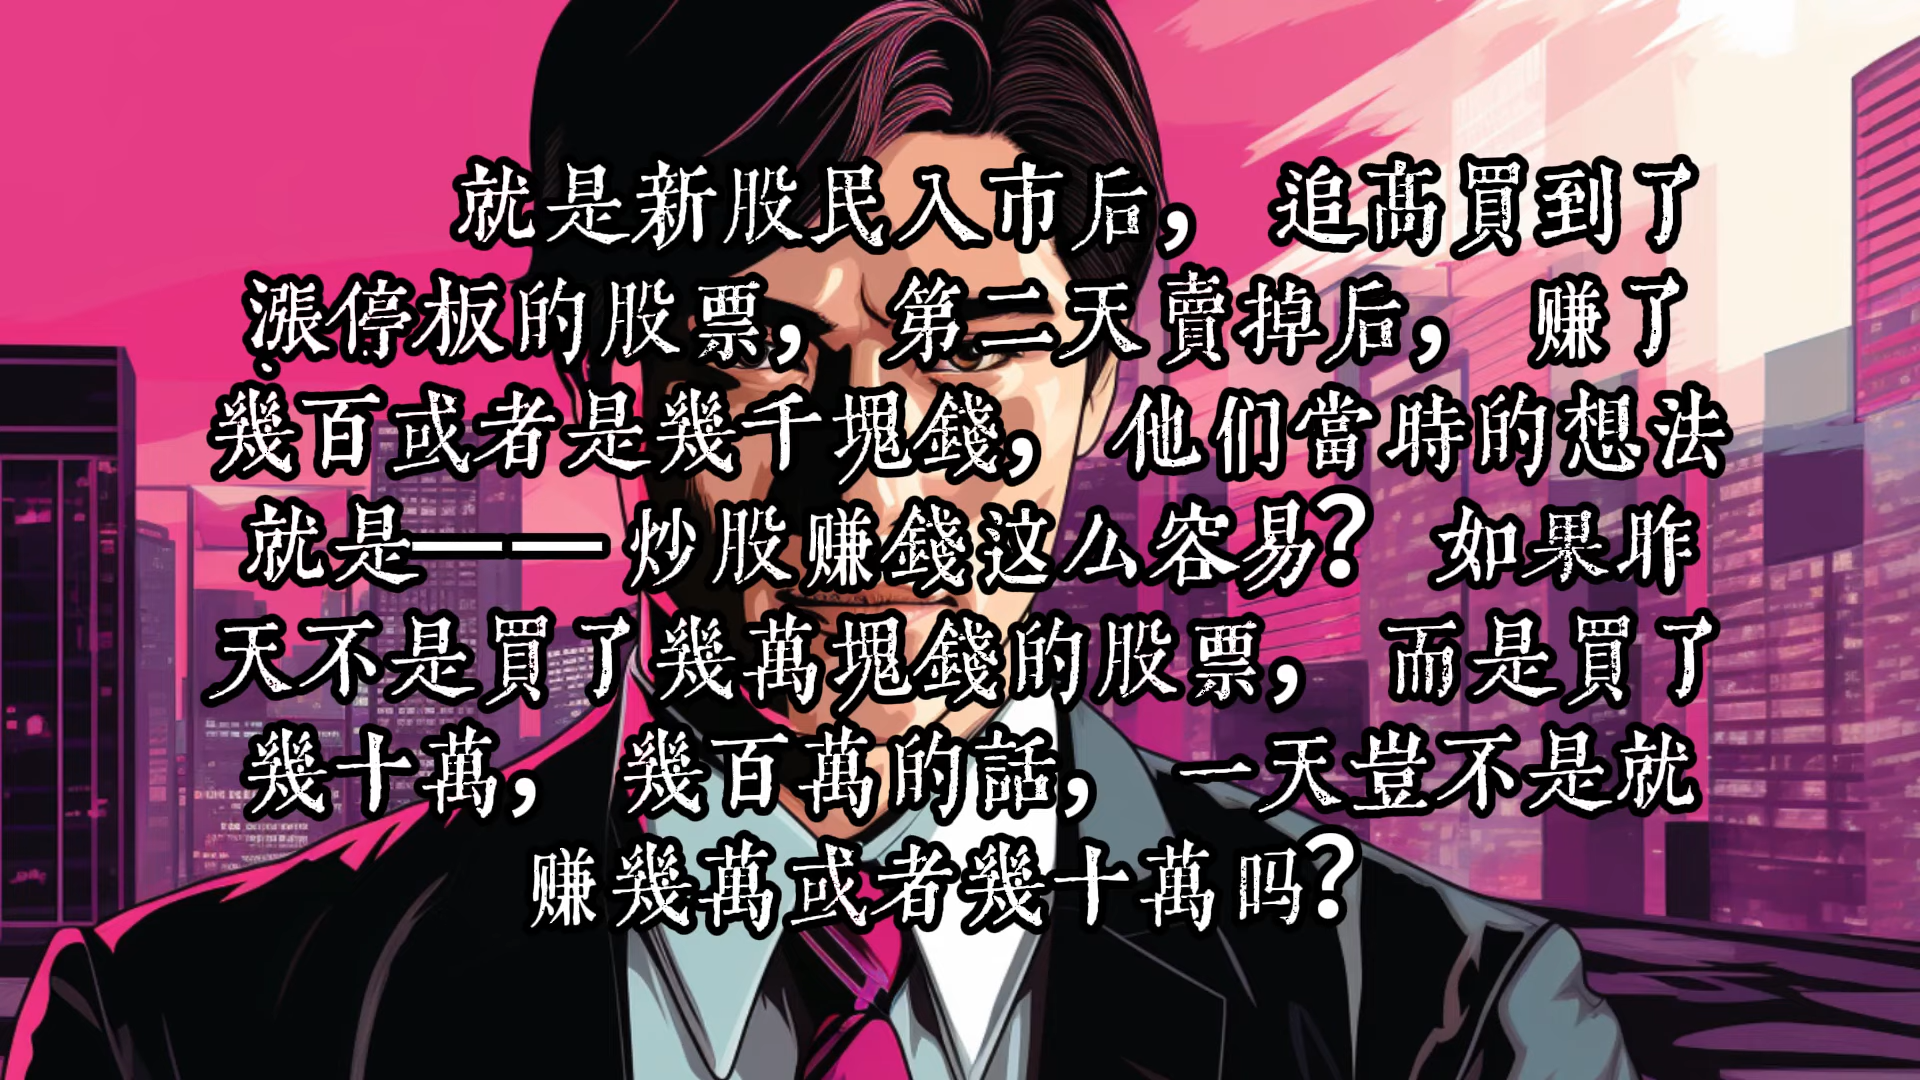 就是新股民入市后，追高買到了
漲停板的股票，第二天賣掉后，赚了
幾百或者是幾千塊錢，他们當時的想法
就是——炒股赚錢这么容易？如果昨
天不是買了幾萬塊錢的股票，而是買了
幾十萬，幾百萬的話，一天豈不是就
赚幾萬或者幾十萬吗？